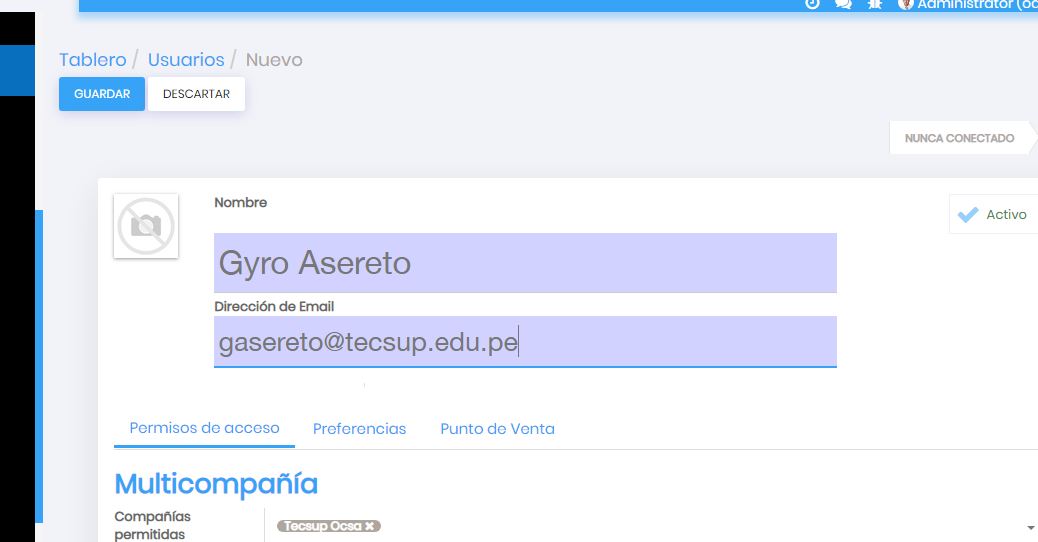 Administrator (od
Tablero / Usuarios / Nuevo
GUARDAR DESCARTAR
NUNCA CONECTADO
Nombre
Activo
Gyro Asereto
Dirección de Email
gasereto@tecsup.edu.pe
Permisos de acceso Preferencias Punto de Venta
Multicompañía
Compañías
permitidas
Tecsup Ocsa ✖